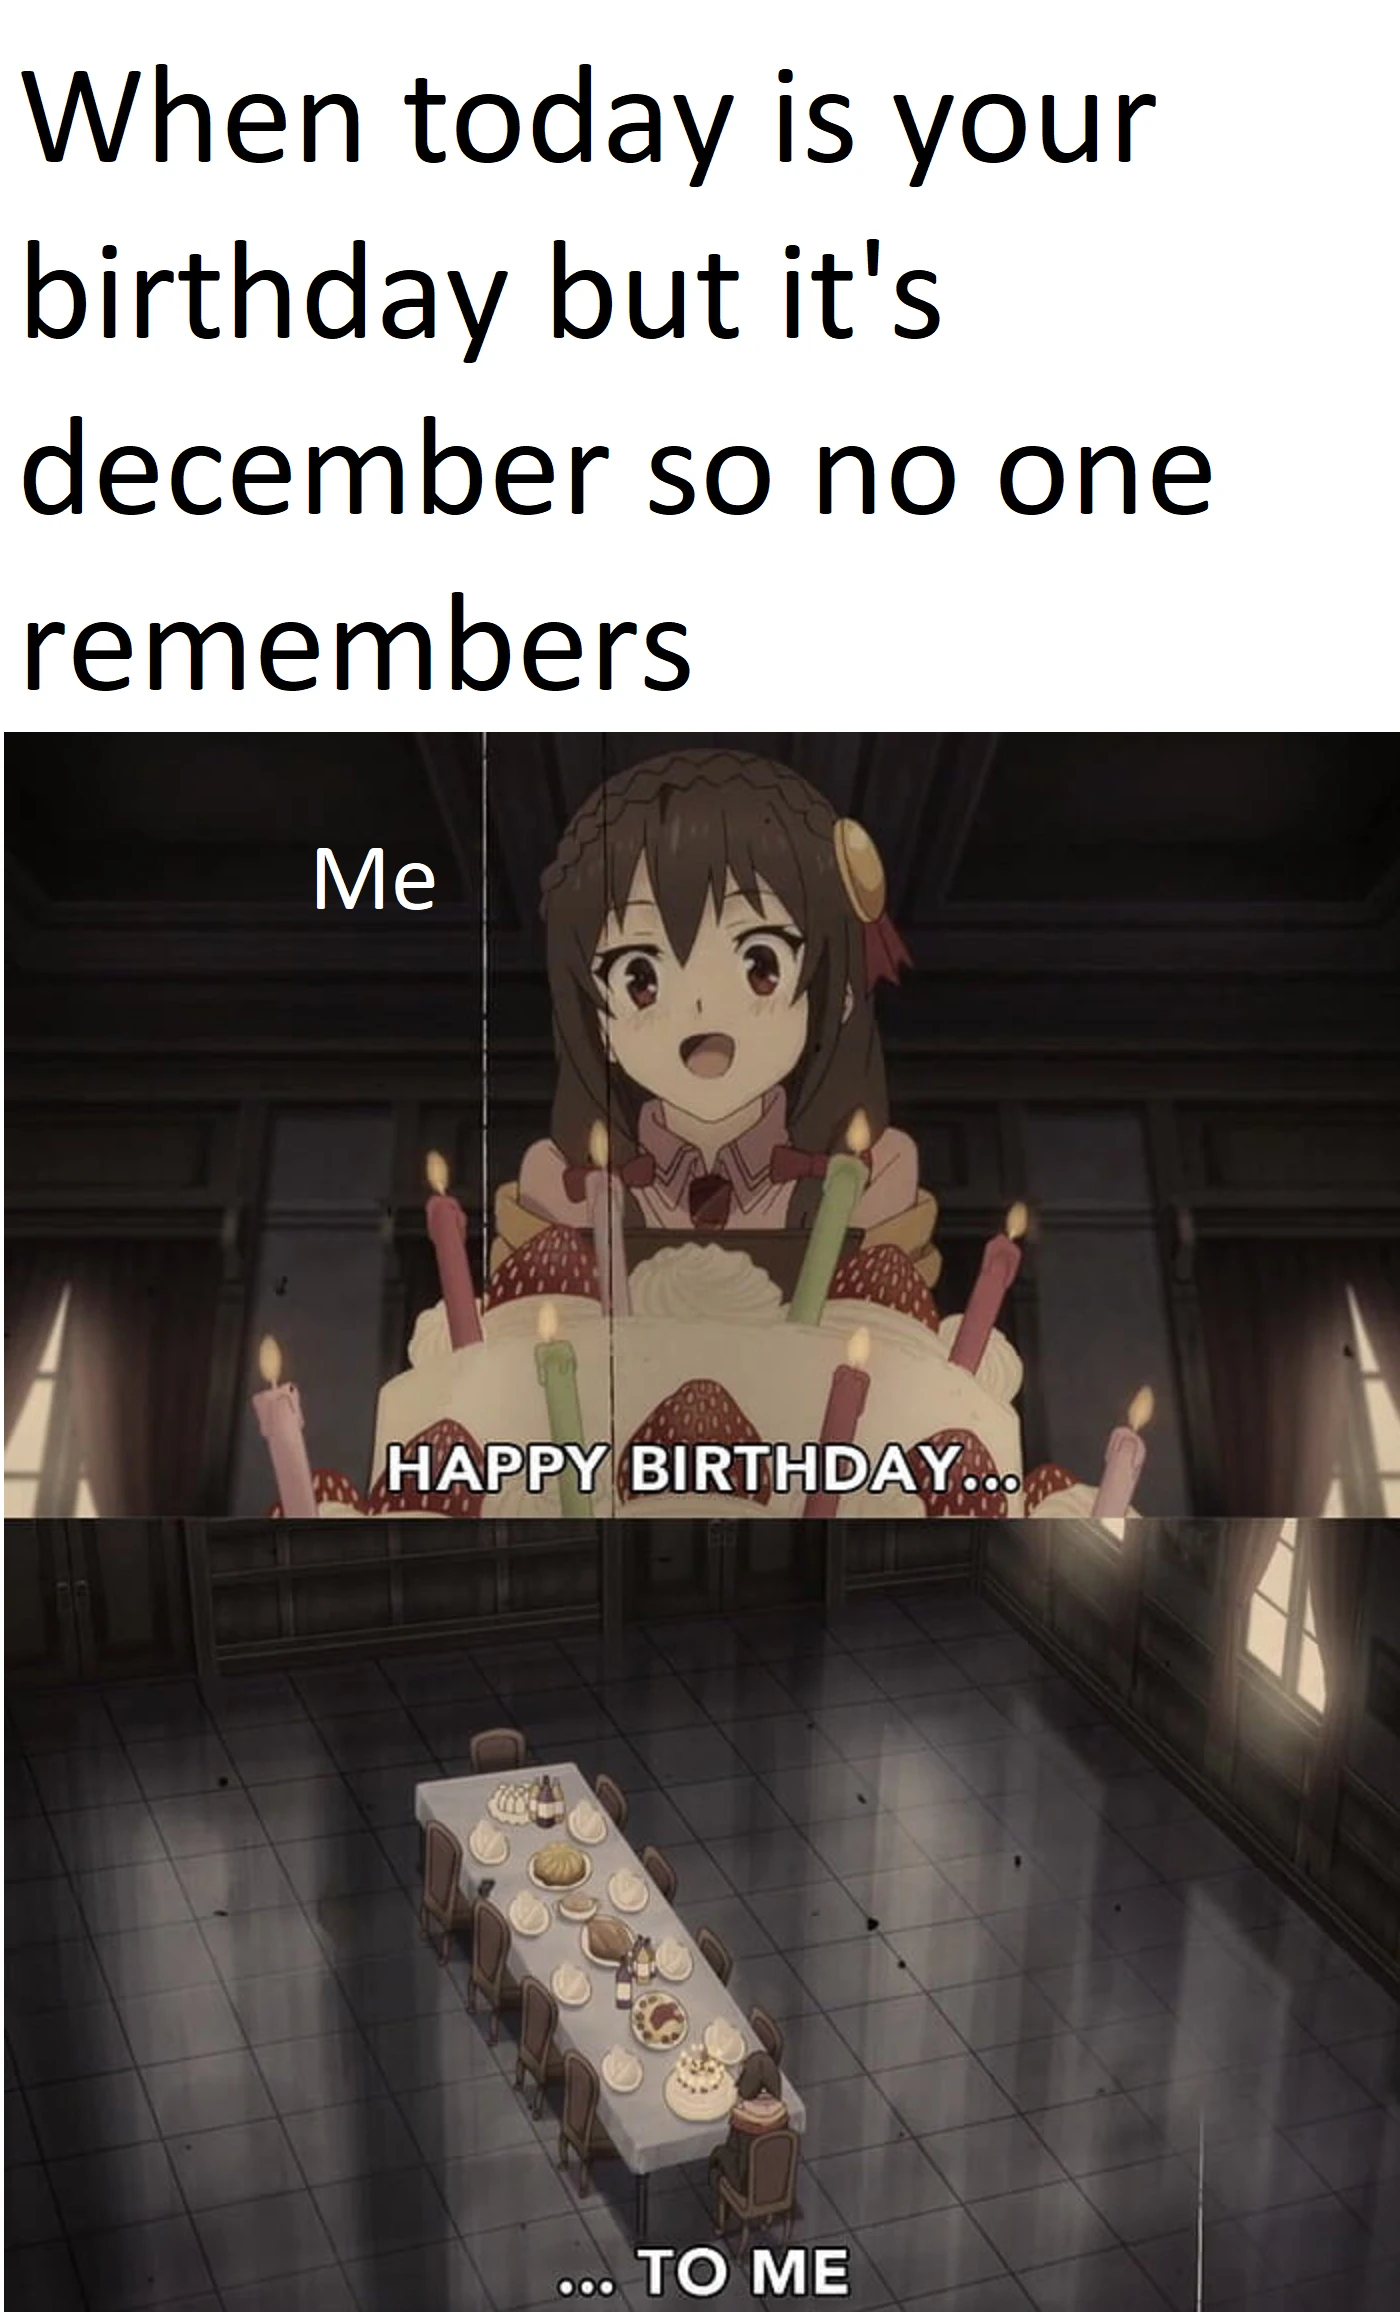 When today is your
birthday but it's
december so no one
remembers
Me
HAPPY BIRTHDAY...
... TO ME